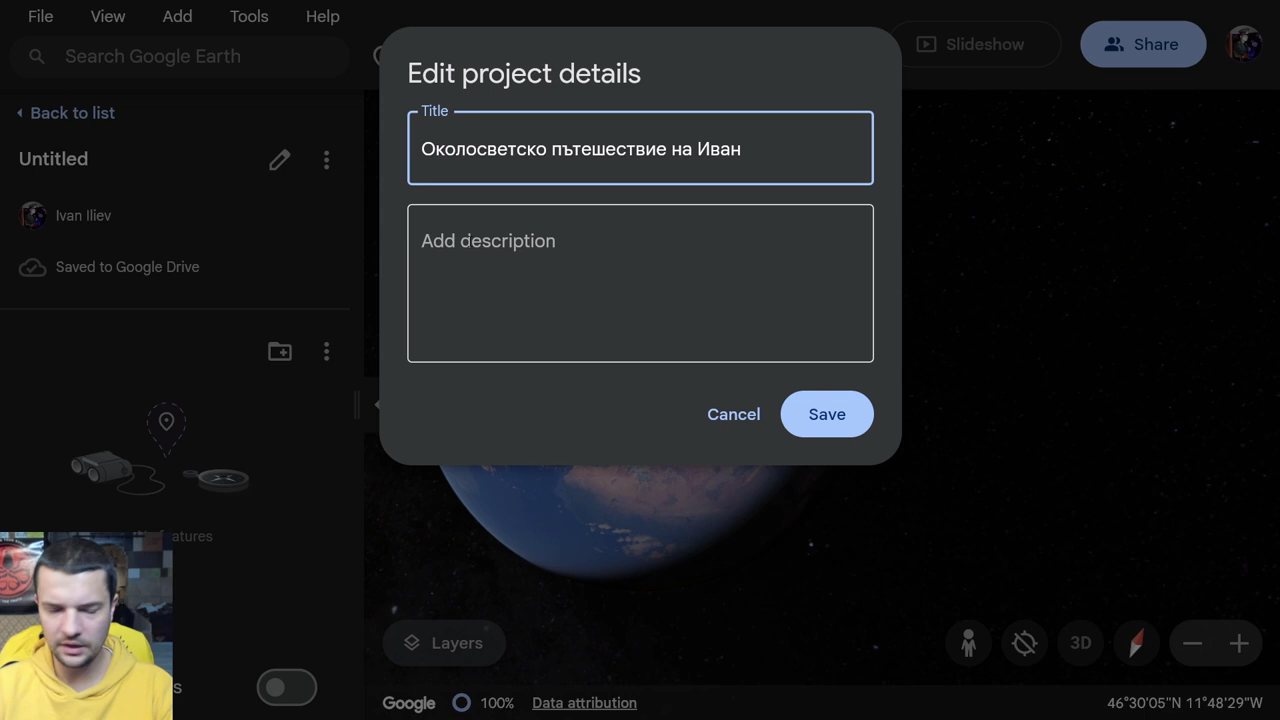 File View Add Tools Help
Search Google Earth
Slideshow
Share
Back to list
Untitled
Ivan Iliev
Saved to Google Drive
atures
s
Edit project details
Title
Околосветско пътешествие на Иван
Add description
Cancel
Save
Layers
3D
Google 100% Data attribution 46°30'05"N 11°48'29"W